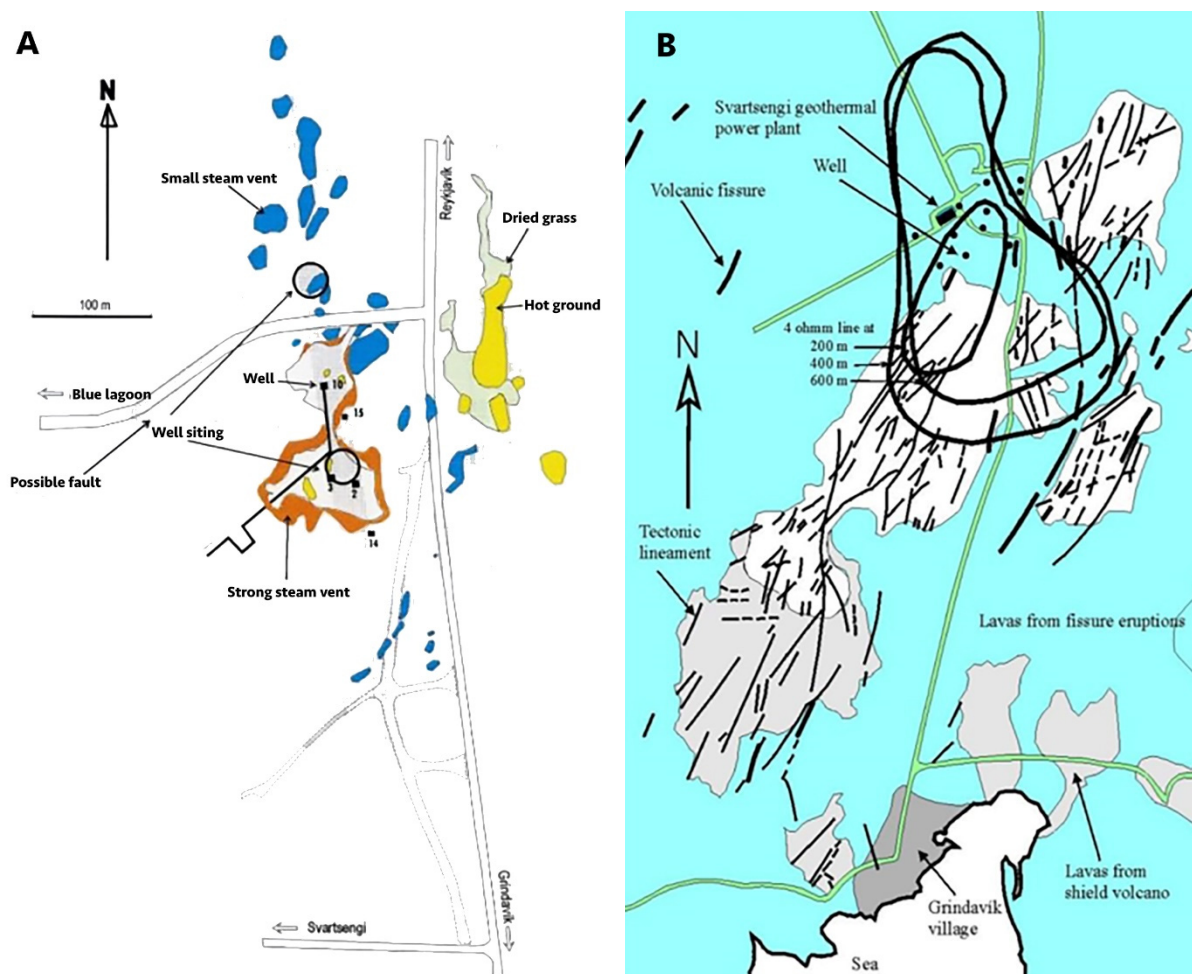 A
N
100 m
Small steam vent
Reykjavík
Dried grass
Hot ground
Well
10
15
Blue lagoon
Well siting
Possible fault
3
2
14
Strong steam vent
Svartsengi
Grindavík
B
Svartsengi geothermal
power plant
Well
Volcanic fissure
N
4 ohmm line at
200 m
400 m
600 m
Tectonic
lineament
Lavas from fissure eruptions
Lavas from
shield volcano
Grindavík
village
Sea